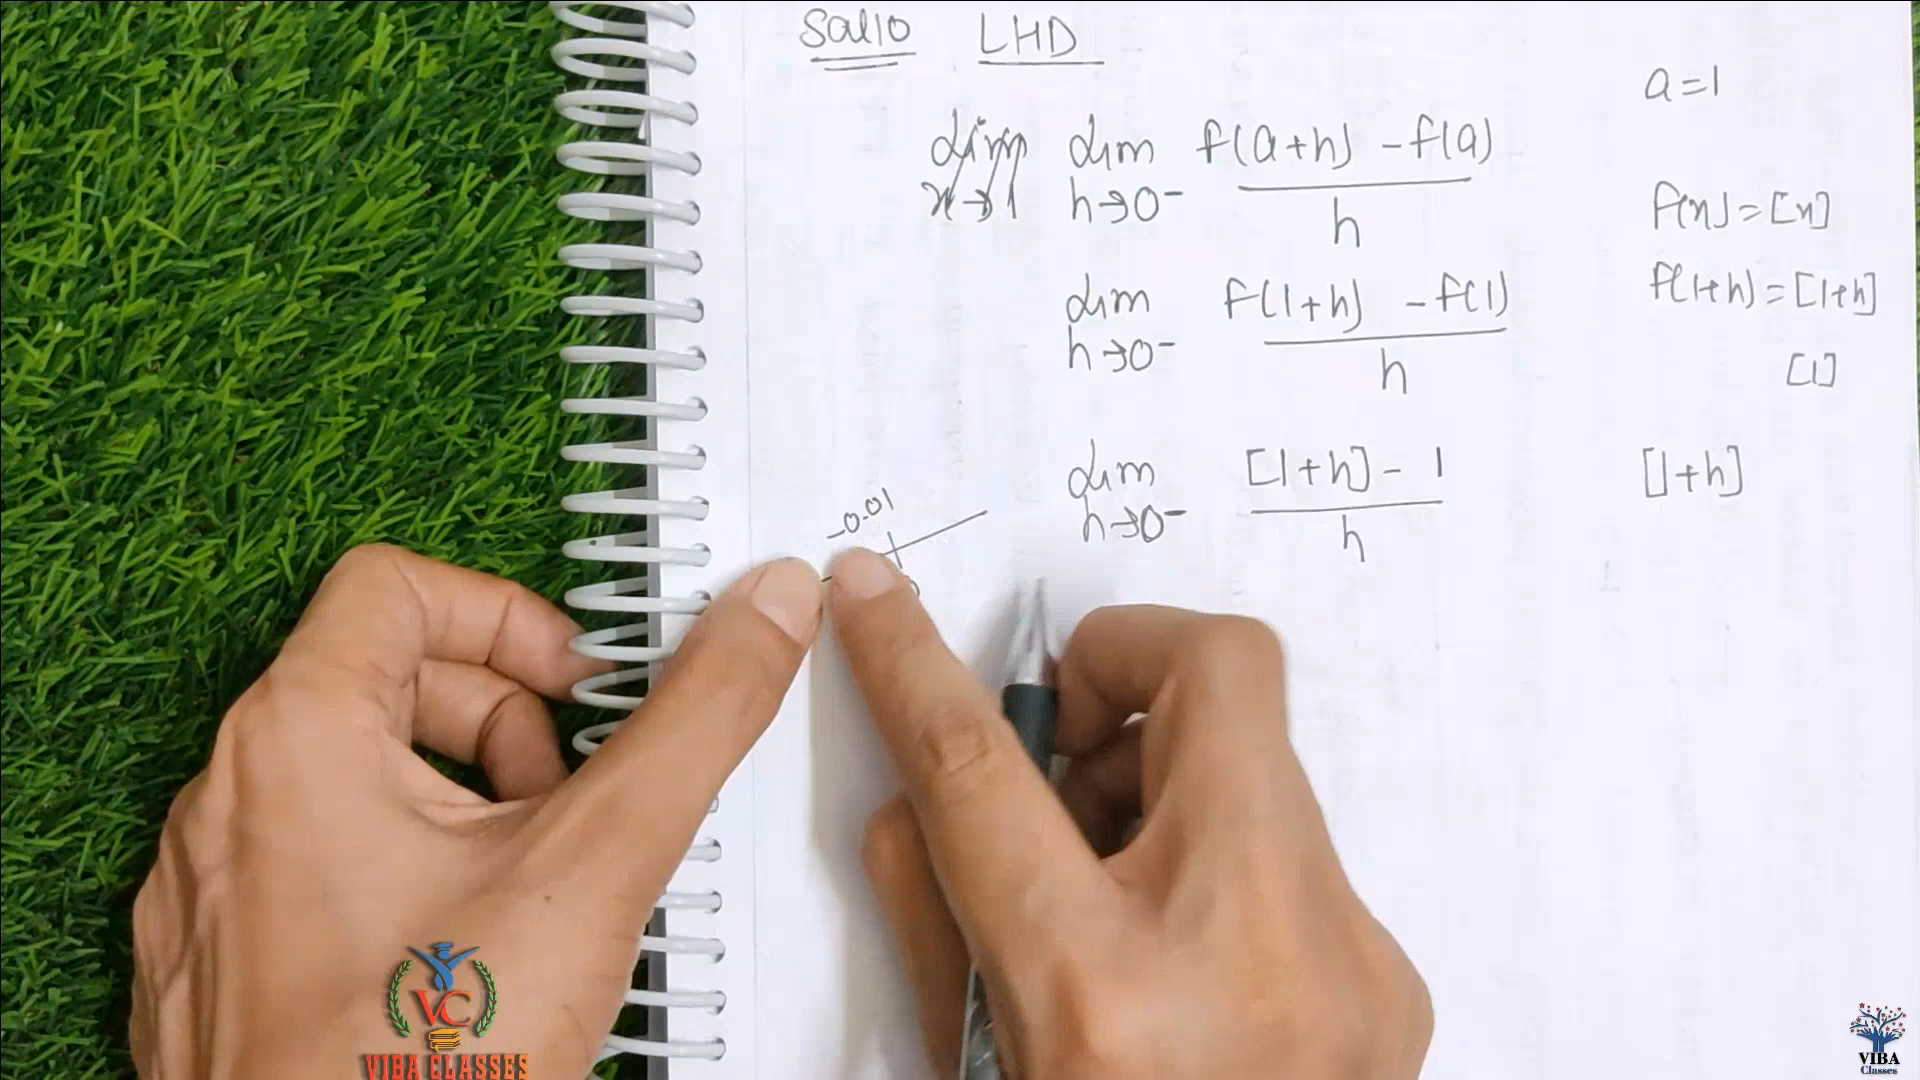 Sol10 LHD
a=1
Lim Lim f(a+h) -f(a)
x→1 h→0⁻ h
f(x)=[x]
Lim f(1+h) -f(1)
h→0⁻ h
f(1+h)=[1+h]
[1]
Lim [1+h]- 1
h→0⁻ h
[1+h]
-0.01
VC
VIBA CLASSES
VIBA
Classes